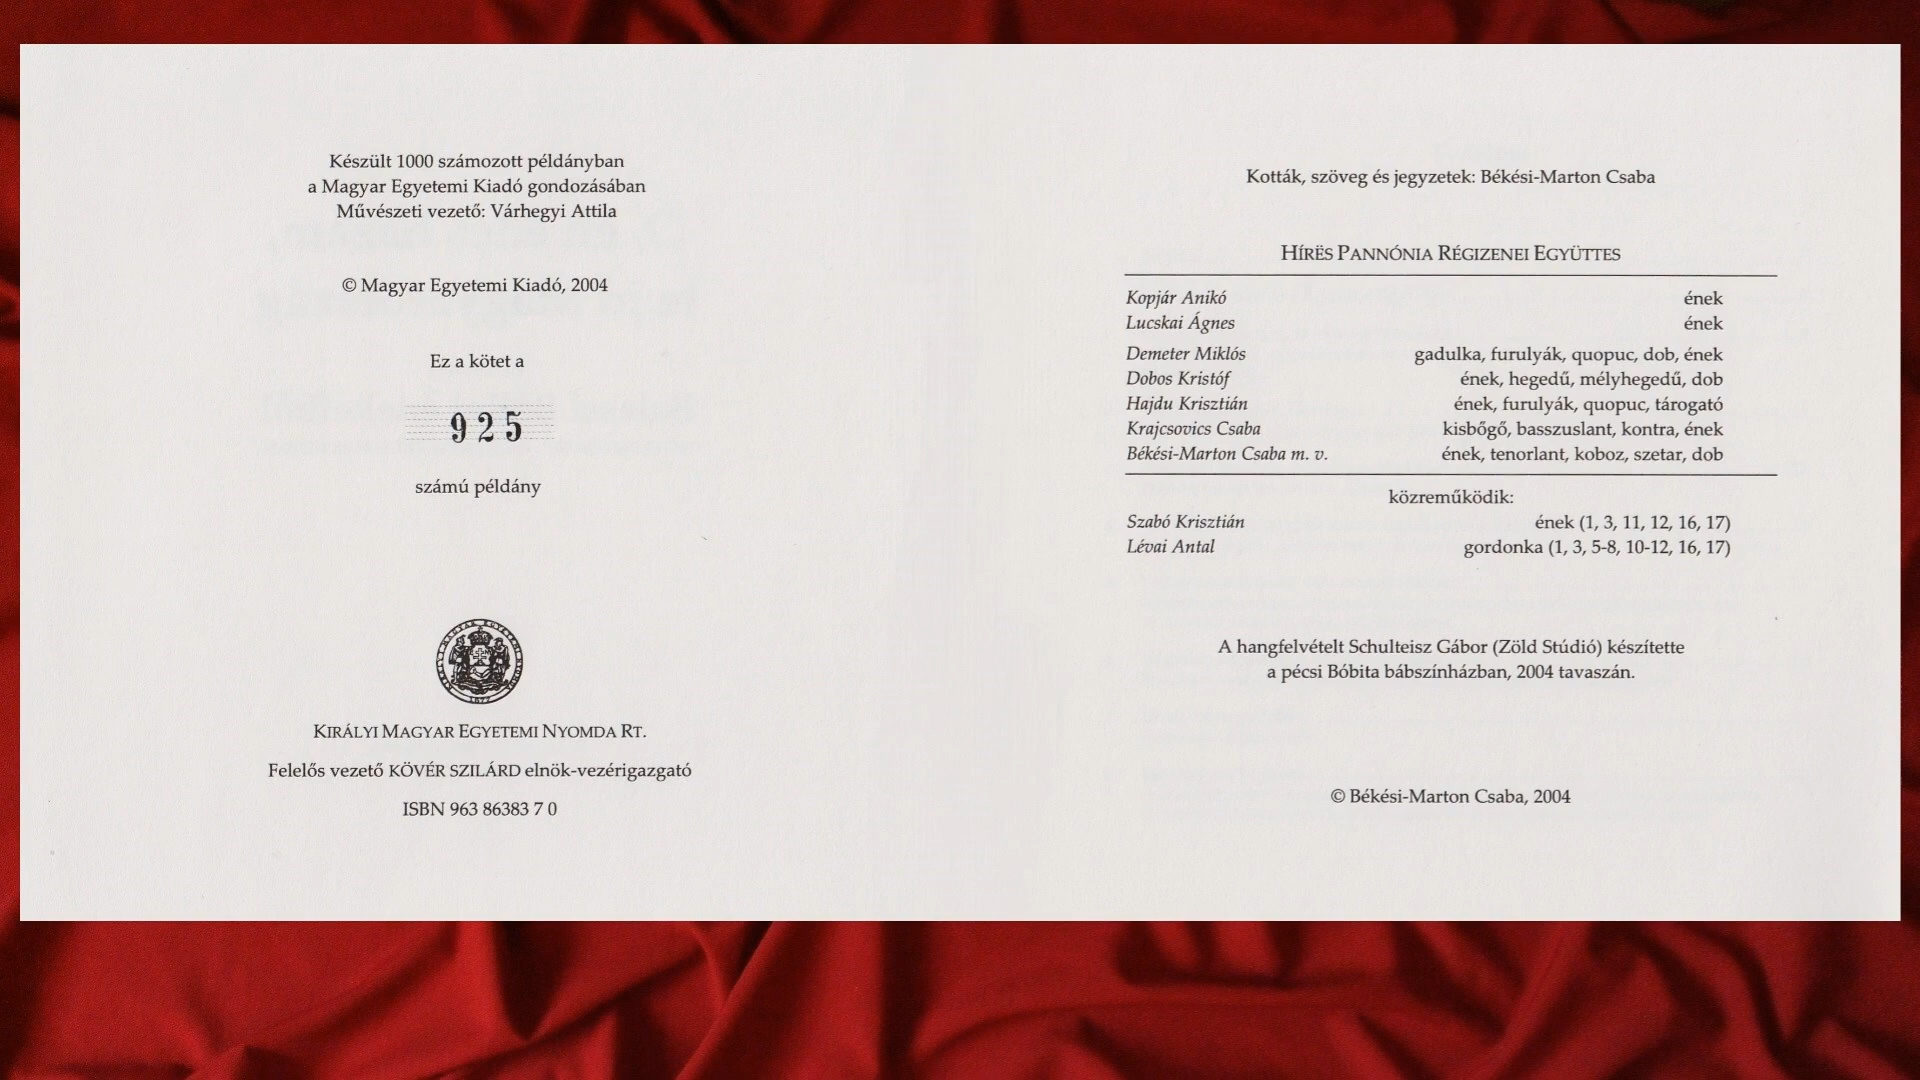 Készült 1000 számozott példányban
a Magyar Egyetemi Kiadó gondozásában
Művészeti vezető: Várhegyi Attila
© Magyar Egyetemi Kiadó, 2004
Ez a kötet a
925
számú példány
KIRÁLYI MAGYAR EGYETEMI NYOMDA RT.
Felelős vezető KÖVÉR SZILÁRD elnök-vezérigazgató
ISBN 963 86383 7 0
Kották, szöveg és jegyzetek: Békési-Marton Csaba
HÍRËS PANNÓNIA RÉGIZENEI EGYÜTTES
Kopjár Anikó ének
Lucskai Ágnes ének
Demeter Miklós gadulka, furulyák, quopuc, dob, ének
Dobos Kristóf ének, hegedű, mélyhegedű, dob
Hajdu Krisztián ének, furulyák, quopuc, tárogató
Krajcsovics Csaba kisbőgő, basszuslant, kontra, ének
Békési-Marton Csaba m. v. ének, tenorlant, koboz, szetar, dob
közreműködik:
Szabó Krisztián ének (1, 3, 11, 12, 16, 17)
Lévai Antal gordonka (1, 3, 5-8, 10-12, 16, 17)
A hangfelvételt Schulteisz Gábor (Zöld Stúdió) készítette
a pécsi Bóbita bábszínházban, 2004 tavaszán.
© Békési-Marton Csaba, 2004